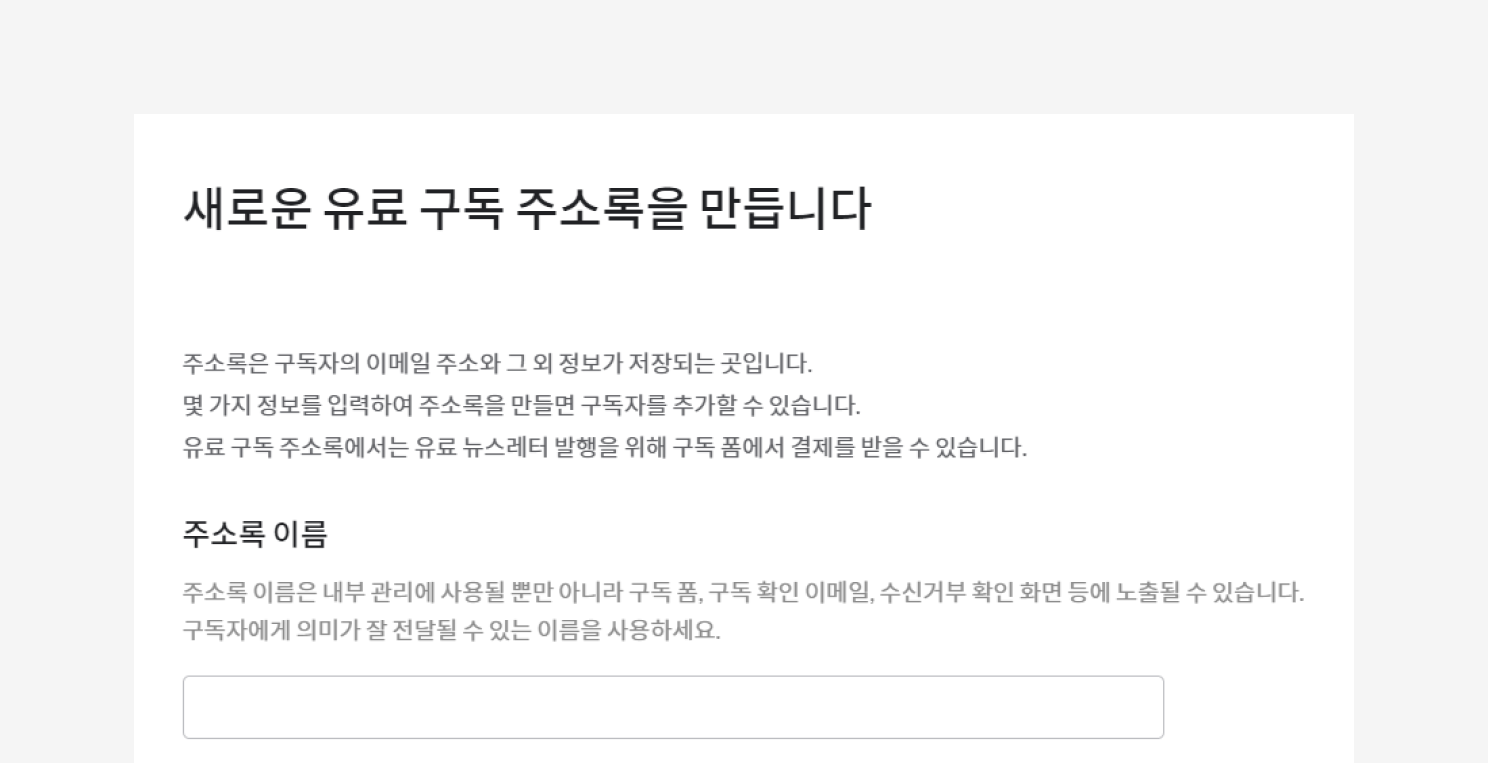 새로운 유료 구독 주소록을 만듭니다
주소록은 구독자의 이메일 주소와 그 외 정보가 저장되는 곳입니다.
몇 가지 정보를 입력하여 주소록을 만들면 구독자를 추가할 수 있습니다.
유료 구독 주소록에서는 유료 뉴스레터 발행을 위해 구독 폼에서 결제를 받을 수 있습니다.
주소록 이름
주소록 이름은 내부 관리에 사용될 뿐만 아니라 구독 폼, 구독 확인 이메일, 수신거부 확인 화면 등에 노출될 수 있습니다.
구독자에게 의미가 잘 전달될 수 있는 이름을 사용하세요.